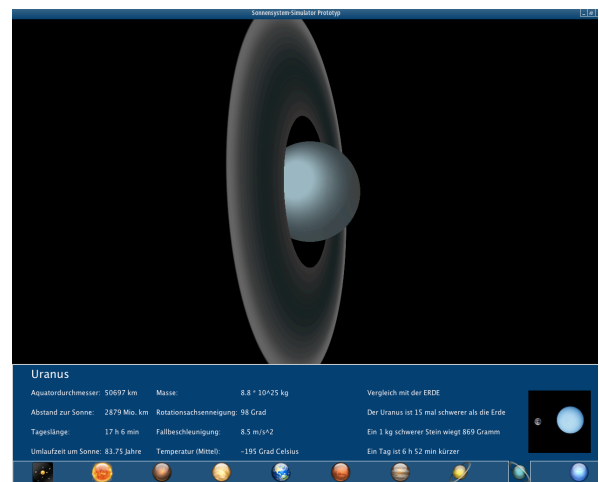 Sonnensystem-Simulator Prototyp
Uranus
Äquatordurchmesser: 50697 km Masse: 8.8 * 10^25 kg Vergleich mit der ERDE
Abstand zur Sonne: 2879 Mio. km Rotationsachsenneigung: 98 Grad Der Uranus ist 15 mal schwerer als die Erde
Tageslänge: 17 h 6 min Fallbeschleunigung: 8.5 m/s^2 Ein 1 kg schwerer Stein wiegt 869 Gramm
Umlaufzeit um Sonne: 83.75 Jahre Temperatur (Mittel): -195 Grad Celsius Ein Tag ist 6 h 52 min kürzer